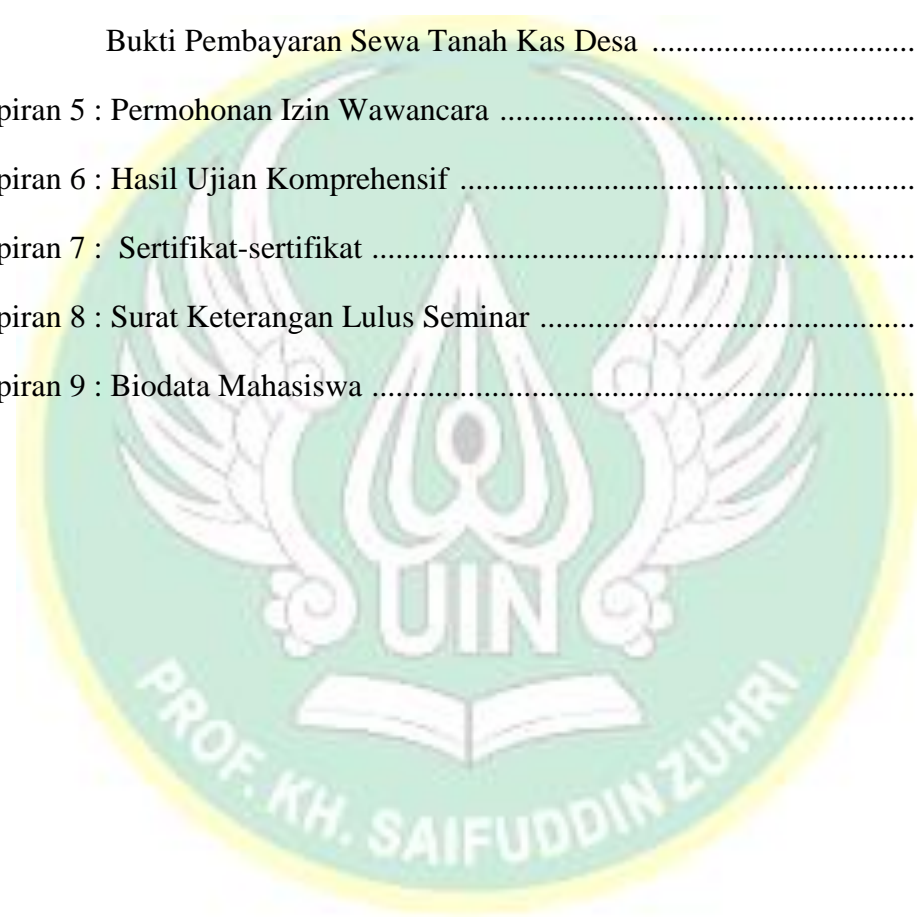 Bukti Pembayaran Sewa Tanah Kas Desa ................................
piran 5 : Permohonan Izin Wawancara ....................................................
piran 6 : Hasil Ujian Komprehensif .........................................................
piran 7 :  Sertifikat-sertifikat ....................................................................
piran 8 : Surat Keterangan Lulus Seminar ...............................................
piran 9 : Biodata Mahasiswa ....................................................................
UIN
PROF. KH. SAIFUDDIN ZUHRI